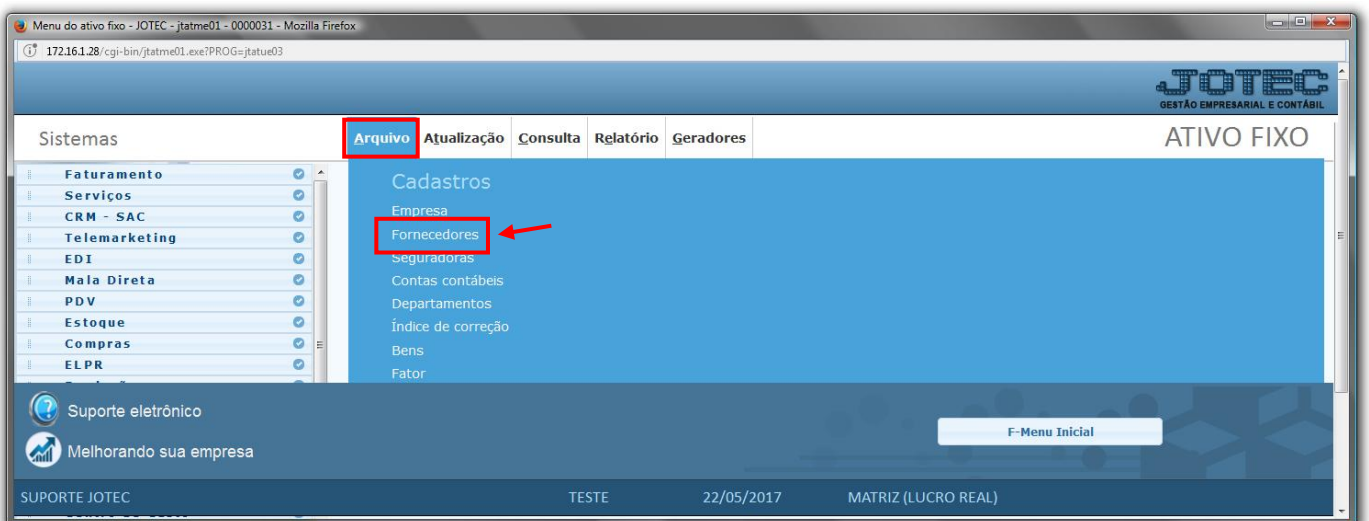 Menu do ativo fixo - JOTEC - jtatme01 - 0000031 - Mozilla Firefox
172.16.1.28/cgi-bin/jtatme01.exe?PROG=jtatue03
JOTEC
GESTÃO EMPRESARIAL E CONTÁBIL
Sistemas
Arquivo Atualização Consulta Relatório Geradores
ATIVO FIXO
Faturamento
Serviços
CRM - SAC
Telemarketing
EDI
Mala Direta
PDV
Estoque
Compras
ELPR
Cadastros
Empresa
Fornecedores
Seguradoras
Contas contábeis
Departamentos
Índice de correção
Bens
Fator
Suporte eletrônico
Melhorando sua empresa
F-Menu Inicial
SUPORTE JOTEC TESTE 22/05/2017 MATRIZ (LUCRO REAL)